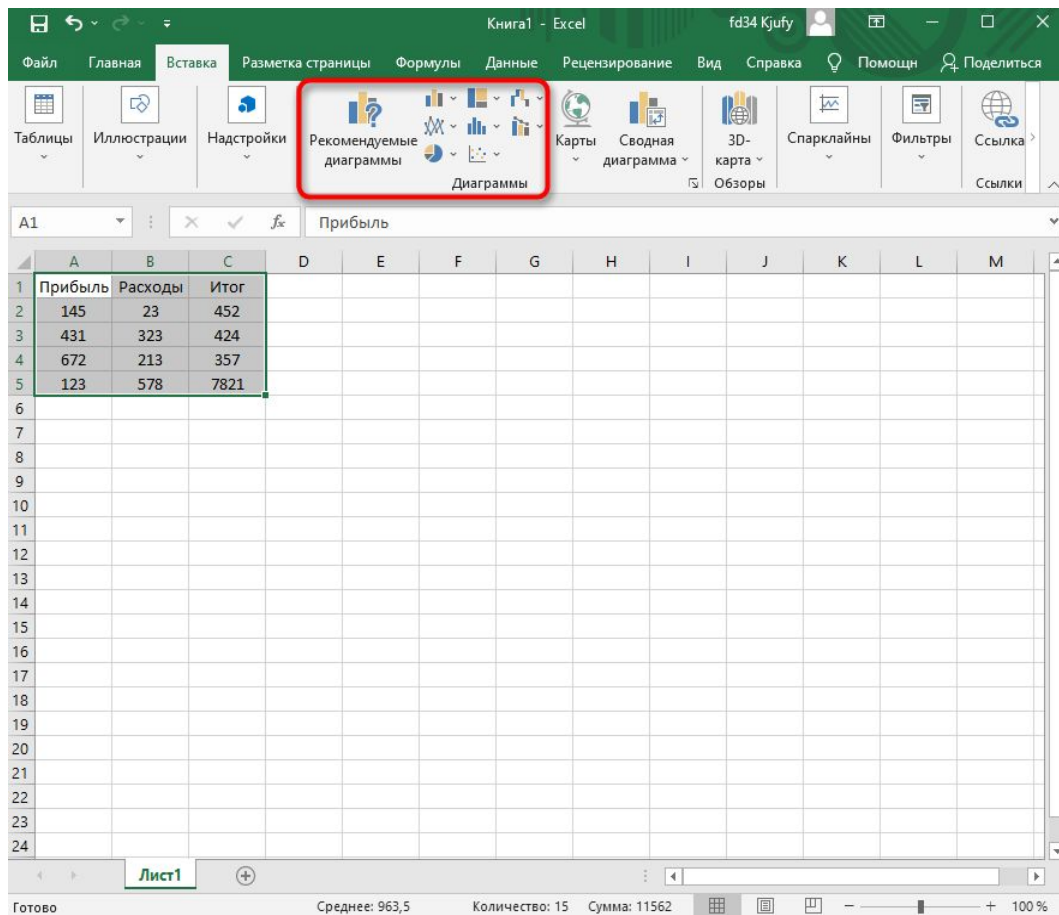 Книга1 - Excel fd34 Kjufy
Файл Главная Вставка Разметка страницы Формулы Данные Рецензирование Вид Справка Помощн Поделиться
Таблицы Иллюстрации Надстройки Рекомендуемые диаграммы Карты Сводная диаграмма 3D-карта Спарклайны Фильтры Ссылка
Диаграммы Обзоры Ссылки
A1 fx Прибыль
A B C D E F G H I J K L M
1 Прибыль Расходы Итог
2 145 23 452
3 431 323 424
4 672 213 357
5 123 578 7821
6
7
8
9
10
11
12
13
14
15
16
17
18
19
20
21
22
23
24
Лист1
Готово Среднее: 963,5 Количество: 15 Сумма: 11562 100 %